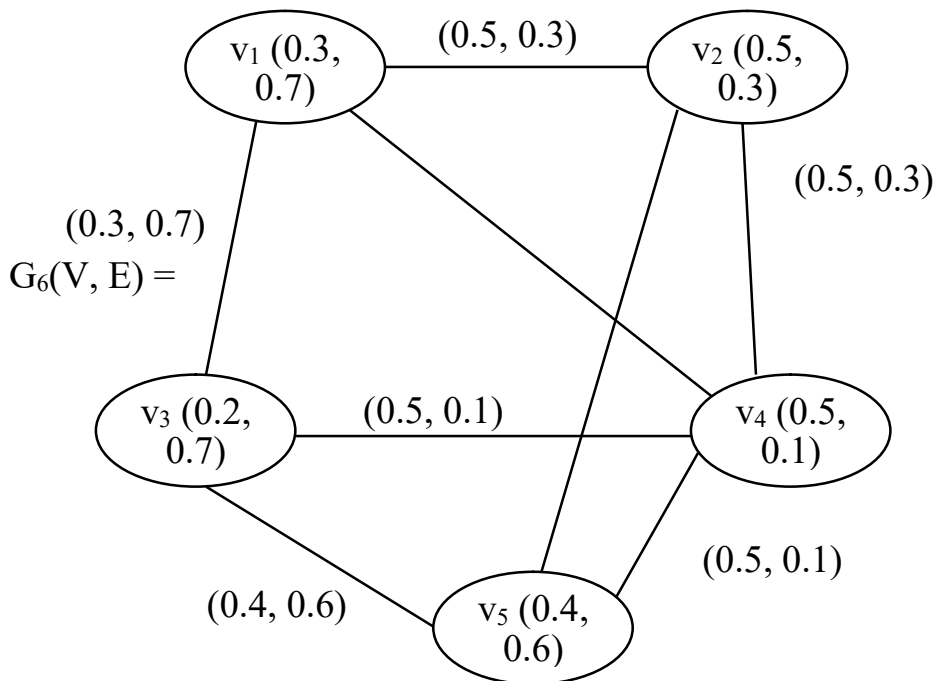 (0.5, 0.3)
v₁ (0.3,
0.7)
v₂ (0.5,
0.3)
(0.5, 0.3)
(0.3, 0.7)
G₆(V, E) =
v₃ (0.2,
0.7)
(0.5, 0.1)
v₄ (0.5,
0.1)
(0.5, 0.1)
(0.4, 0.6)
v₅ (0.4,
0.6)